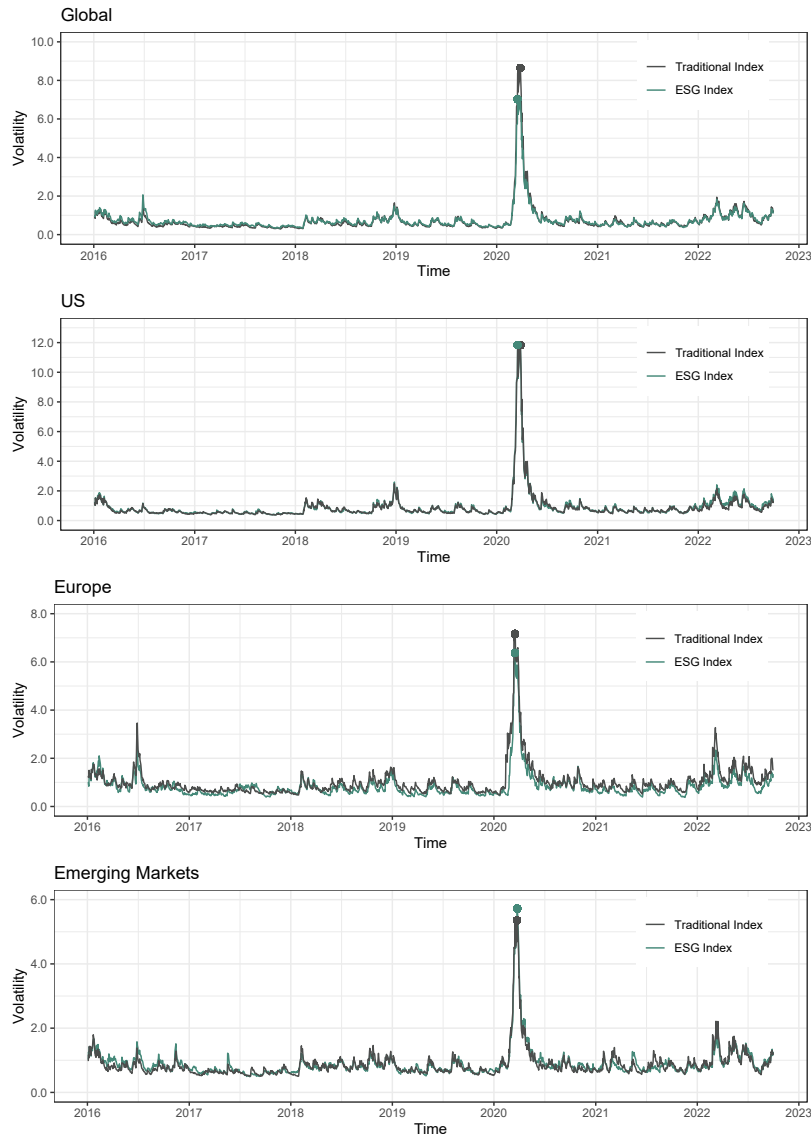 Global
10.0
8.0
6.0
4.0
2.0
0.0
Volatility
Traditional Index
ESG Index
2016 2017 2018 2019 2020 2021 2022 2023
Time
US
12.0
10.0
8.0
6.0
4.0
2.0
0.0
Volatility
Traditional Index
ESG Index
2016 2017 2018 2019 2020 2021 2022 2023
Time
Europe
8.0
6.0
4.0
2.0
0.0
Volatility
Traditional Index
ESG Index
2016 2017 2018 2019 2020 2021 2022 2023
Time
Emerging Markets
6.0
4.0
2.0
0.0
Volatility
Traditional Index
ESG Index
2016 2017 2018 2019 2020 2021 2022 2023
Time